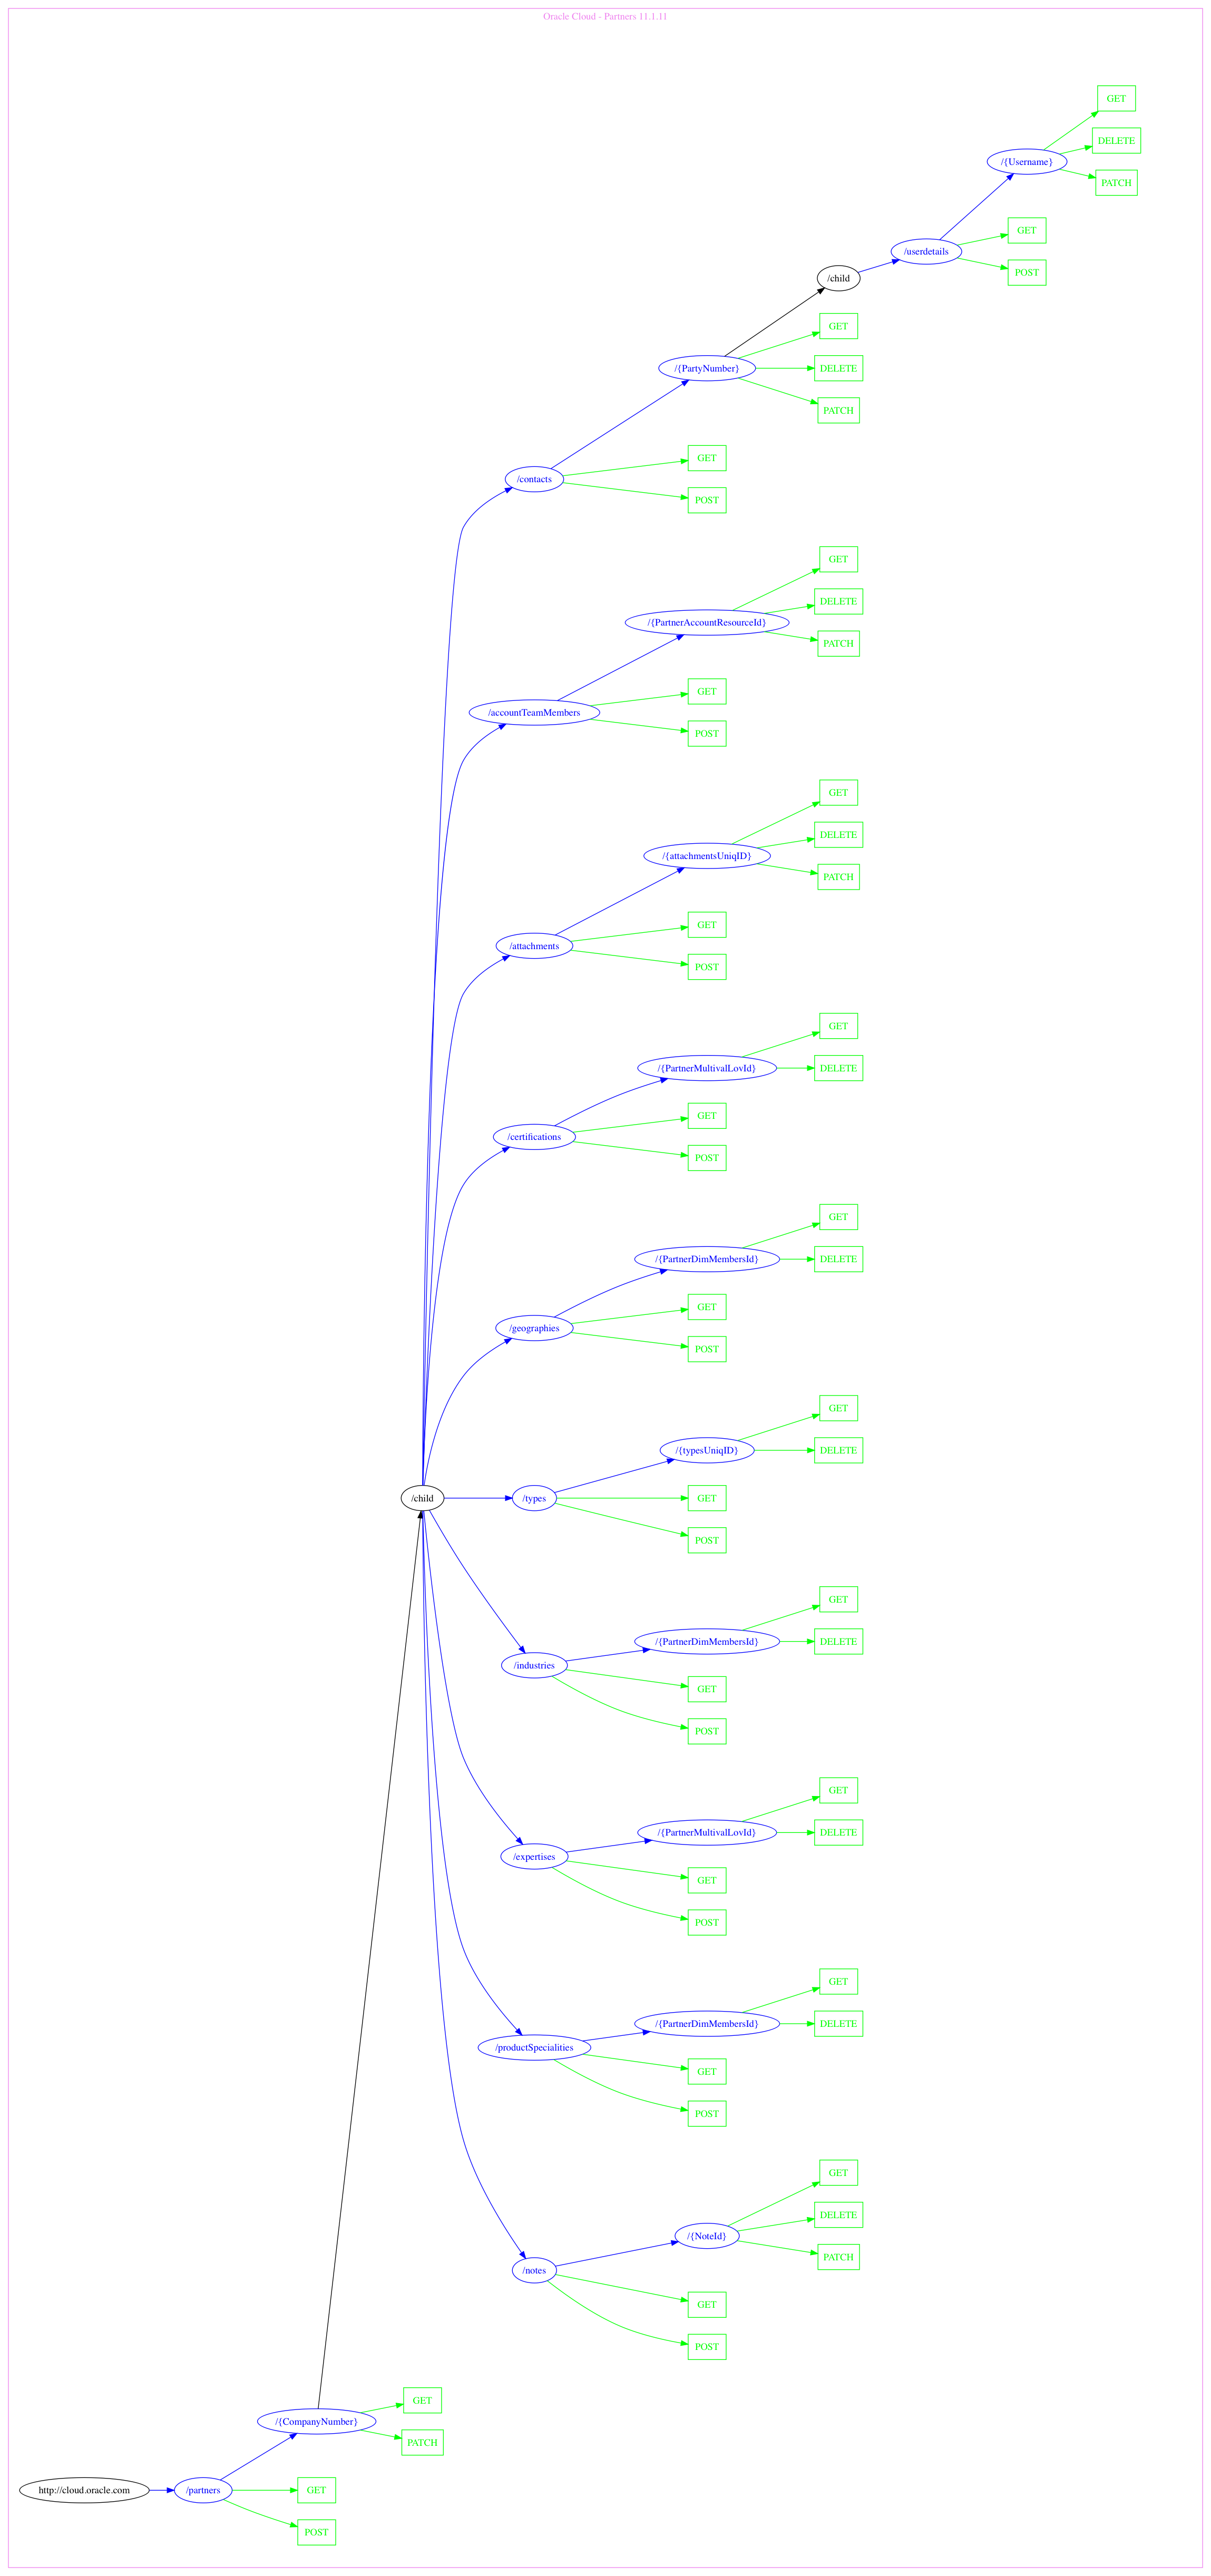 Oracle Cloud - Partners 11.1.11
GET
DELETE
/{Username}
PATCH
GET
/userdetails
POST
/child
GET
/{PartyNumber}
DELETE
PATCH
GET
/contacts
POST
GET
DELETE
/{PartnerAccountResourceId}
PATCH
GET
/accountTeamMembers
POST
GET
DELETE
/{attachmentsUniqID}
PATCH
GET
/attachments
POST
GET
/{PartnerMultivalLovId}
DELETE
GET
/certifications
POST
GET
/{PartnerDimMembersId}
DELETE
GET
/geographies
POST
GET
/{typesUniqID}
DELETE
/child
/types
GET
POST
GET
/{PartnerDimMembersId}
DELETE
/industries
GET
POST
GET
/{PartnerMultivalLovId}
DELETE
/expertises
GET
POST
GET
/{PartnerDimMembersId}
DELETE
/productSpecialities
GET
POST
GET
DELETE
/{NoteId}
PATCH
/notes
GET
POST
GET
/{CompanyNumber}
PATCH
http://cloud.oracle.com
/partners
GET
POST